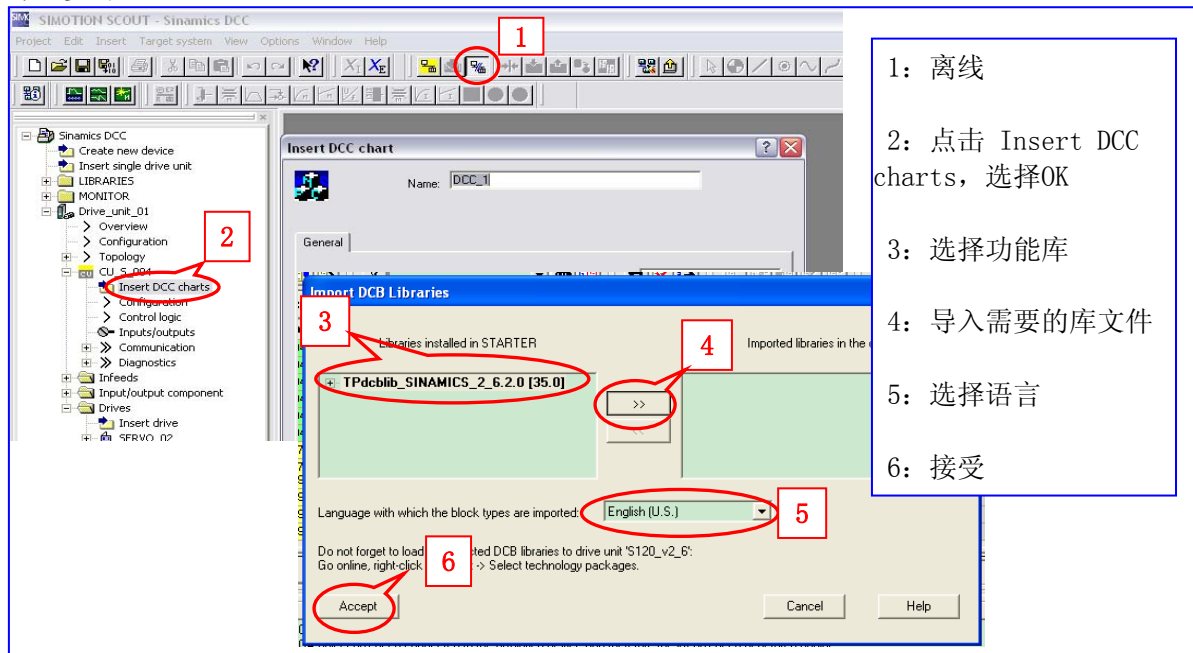 SIMOTION SCOUT - Sinamics DCC
Project Edit Insert Target system View Options Window Help
1
Sinamics DCC
Create new device
Insert single drive unit
LIBRARIES
MONITOR
Drive_unit_01
Overview
Configuration
Topology
CU_S_004
Insert DCC charts
Configuration
Control logic
Inputs/outputs
Communication
Diagnostics
Infeeds
Input/output component
Drives
Insert drive
SERVO_02
2
Insert DCC chart
Name: DCC_1
General
Import DCB Libraries
3
Libraries installed in STARTER
4
Imported libraries in the
TPdcblib_SINAMICS_2_6.2.0 [35.0]
>>
<<
Language with which the block types are imported: English (U.S.)
5
Do not forget to load cted DCB libraries to drive unit 'S120_v2_6':
Go online, right-click -> Select technology packages.
6
Accept
Cancel
Help
1：离线
2：点击 Insert DCC
charts，选择OK
3：选择功能库
4：导入需要的库文件
5：选择语言
6：接受